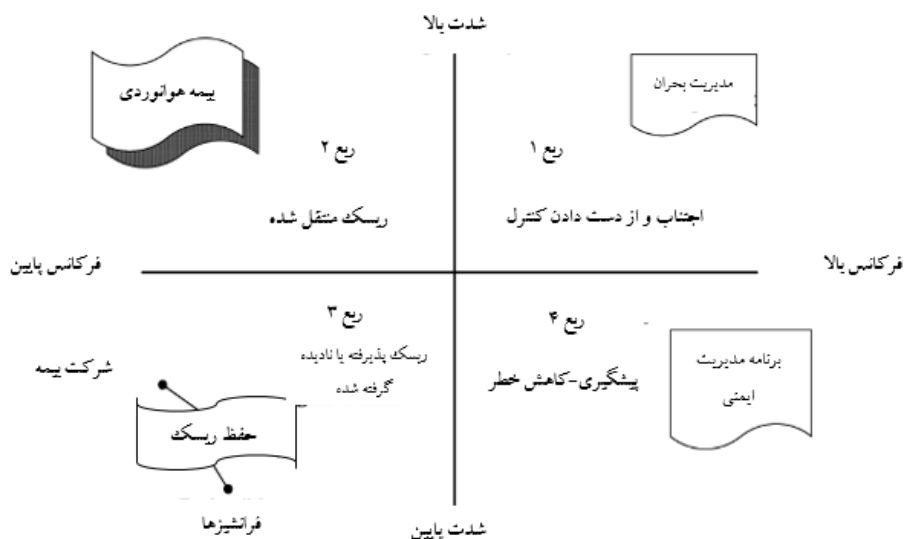 شدت بالا
مدیریت بحران
بیمه هوانوردی
ربع ۱
ربع ۲
اجتناب و از دست دادن کنترل
ریسک منتقل شده
فرکانس بالا
فرکانس پایین
ربع ۴
ربع ۳
برنامه مدیریت
ایمنی
پیشگیری-کاهش خطر
ریسک پذیرفته یا نادیده
گرفته شده
شرکت بیمه
حفظ ریسک
فرانشیزها
شدت پایین